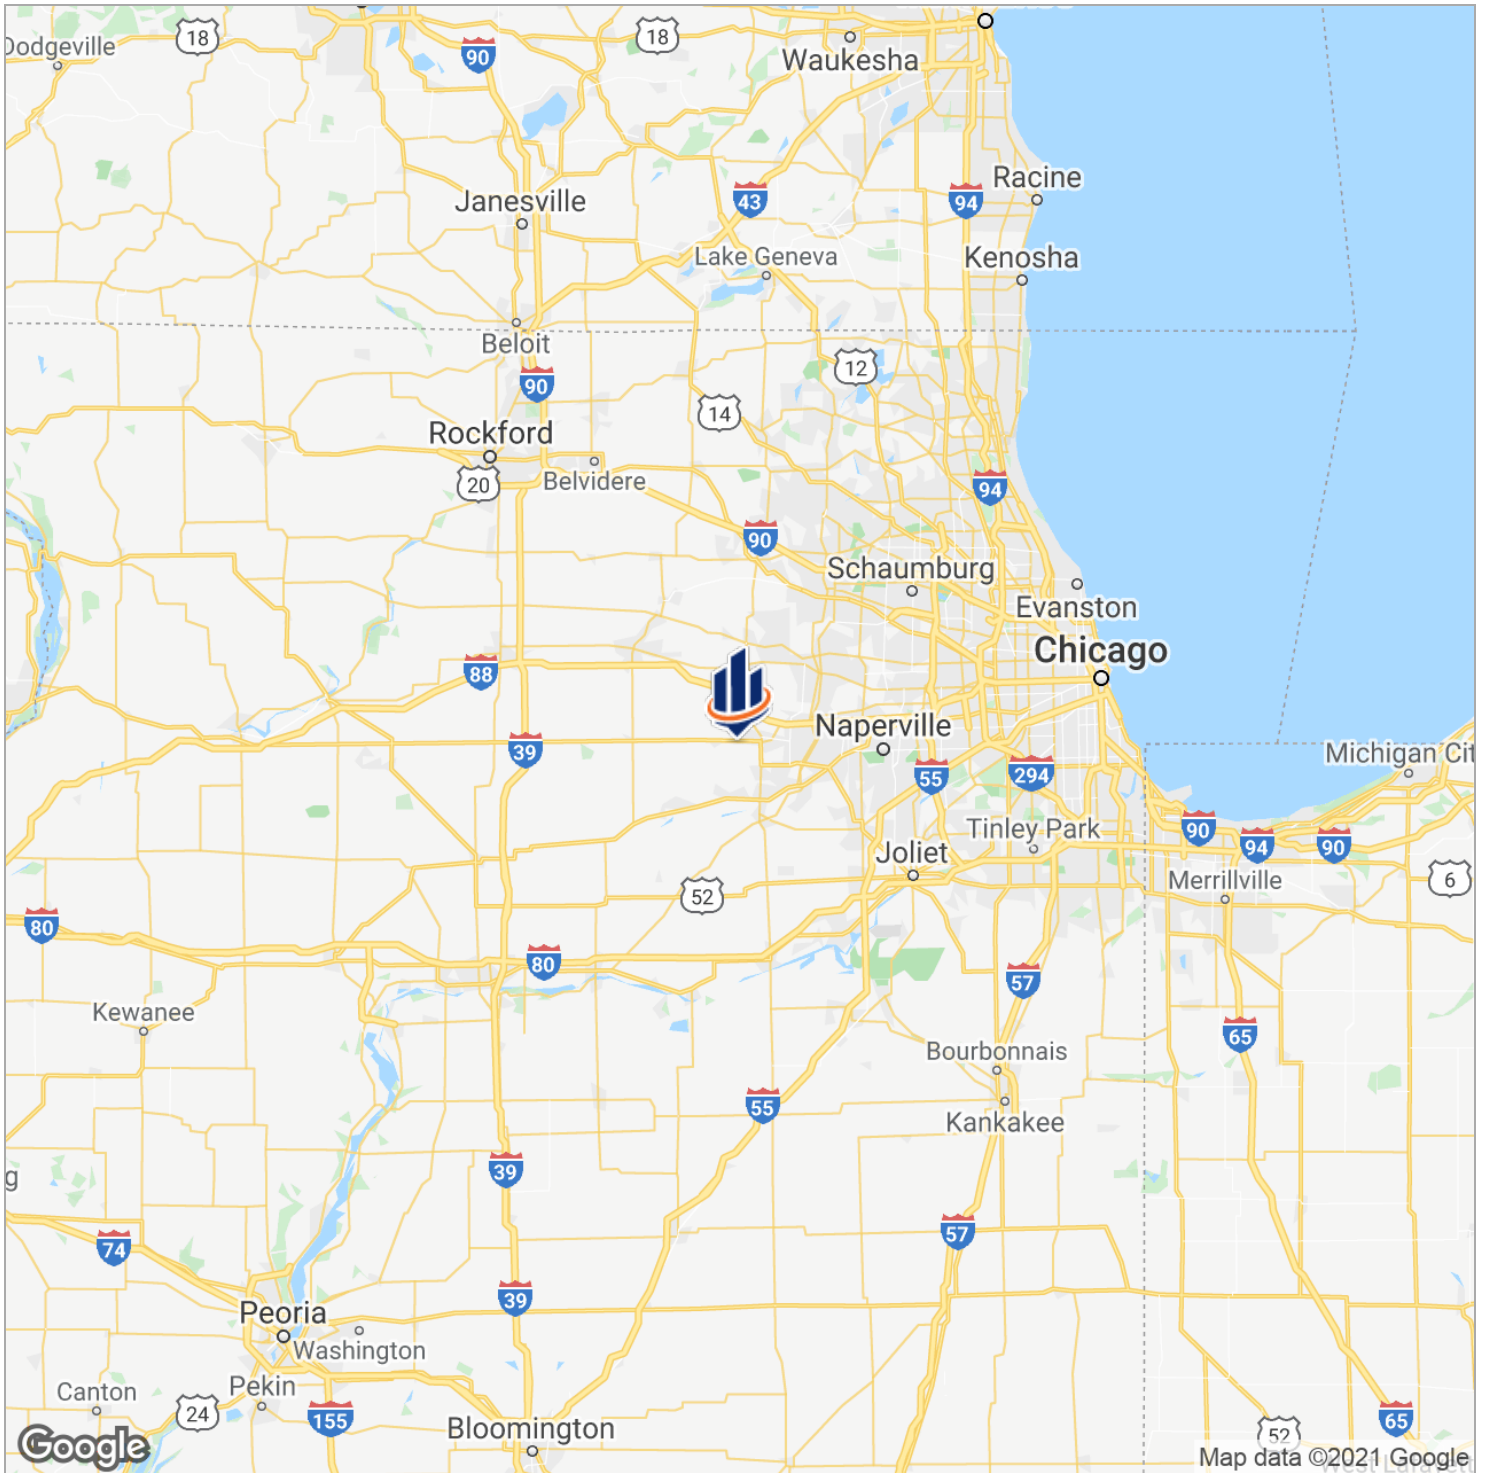 18
18
Dodgeville
90
Waukesha
Racine
Janesville
43
94
Lake Geneva
Kenosha
Beloit
12
90
14
Rockford
20
Belvidere
94
90
Schaumburg
Evanston
Chicago
88
Naperville
39
Michigan Cit
55
294
90
Tinley Park
94
90
Joliet
6
Merrillville
52
80
80
57
Kewanee
65
Bourbonnais
55
Kankakee
39
g
57
74
39
Peoria
Washington
Pekin
Canton
24
155
65
Bloomington
52
Google
Map data ©2021 Google